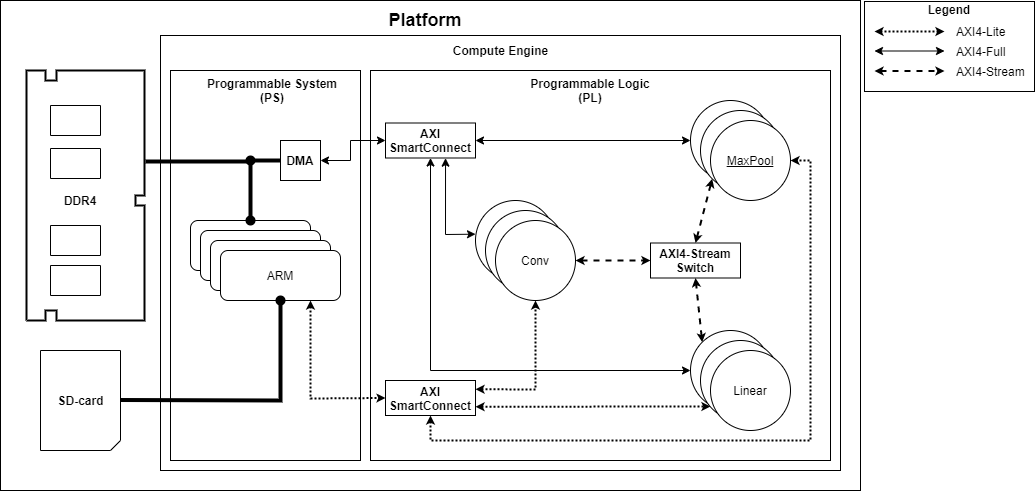 Platform
Legend
AXI4-Lite
AXI4-Full
AXI4-Stream
Compute Engine
Programmable System
(PS)
Programmable Logic
(PL)
DDR4
DMA
AXI
SmartConnect
MaxPool
ARM
Conv
AXI4-Stream
Switch
SD-card
AXI
SmartConnect
Linear